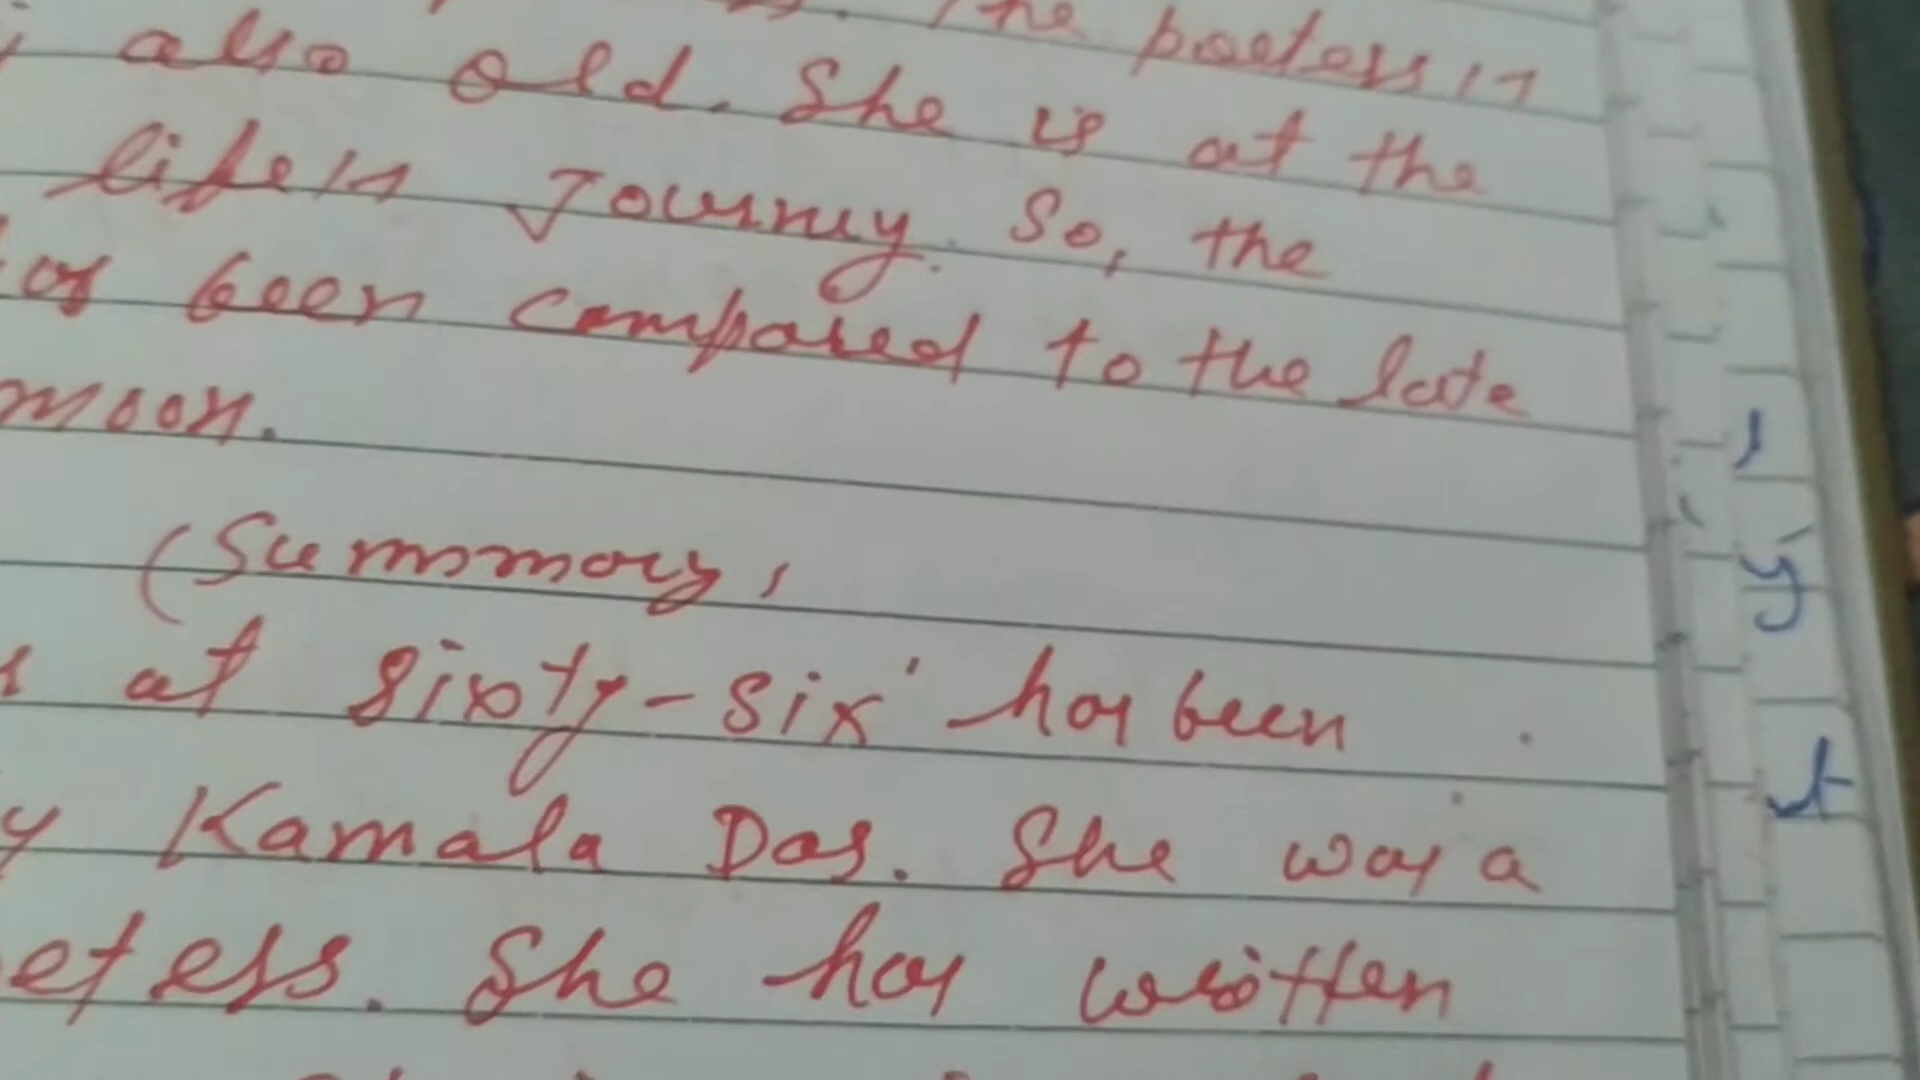 The poetess is
also old. She is at the
life's Journey. So, the
been compared to the late
moon.
(Summary,
at Sixty-six' has been
y Kamala Das. She was a
etess. She has written